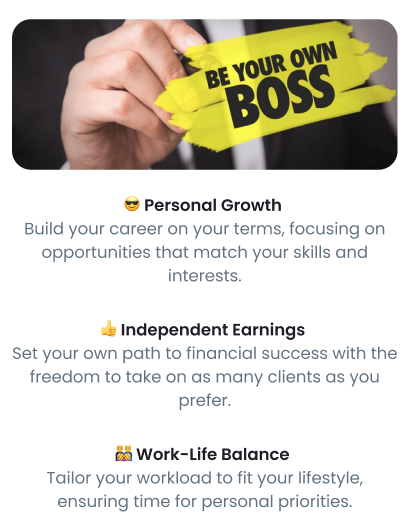 BE YOUR OWN
BOSS
😎 Personal Growth
Build your career on your terms, focusing on
opportunities that match your skills and
interests.
👍 Independent Earnings
Set your own path to financial success with the
freedom to take on as many clients as you
prefer.
👯 Work-Life Balance
Tailor your workload to fit your lifestyle,
ensuring time for personal priorities.